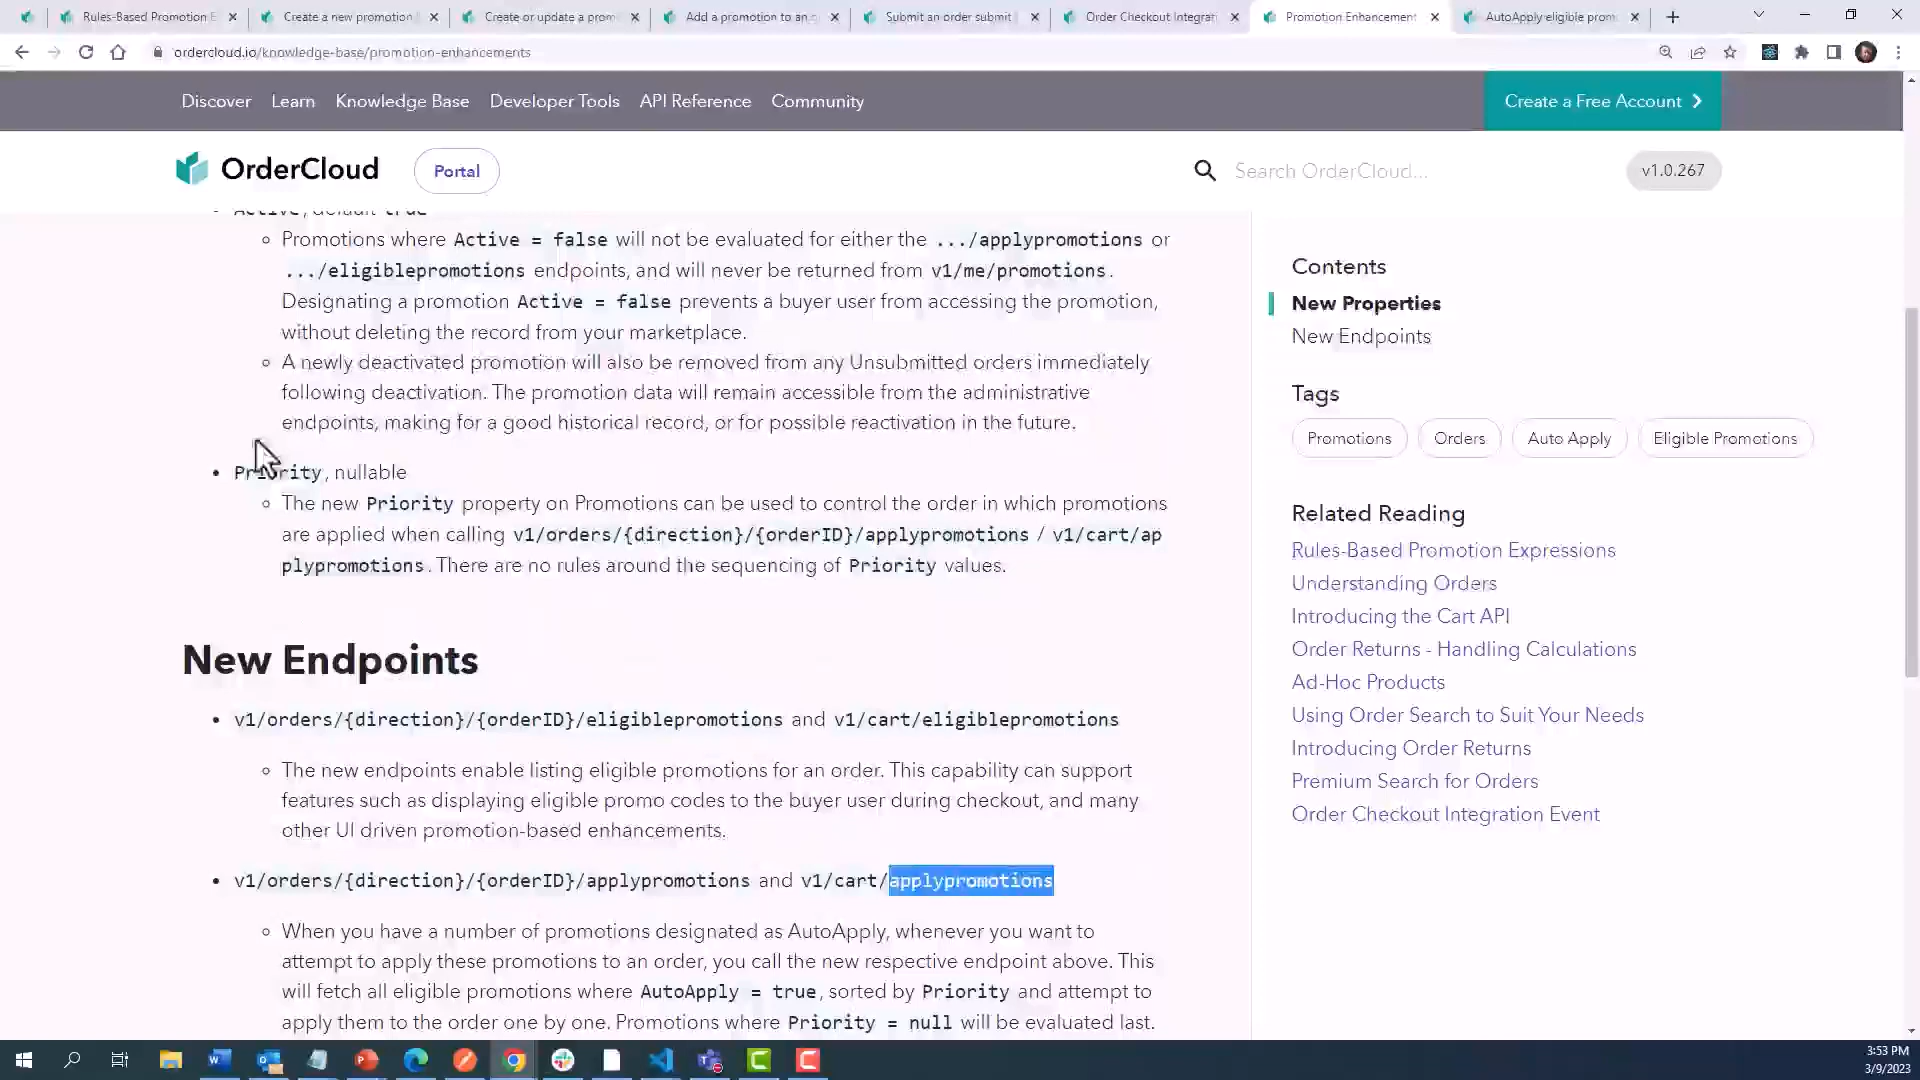 Rules-Based Promotion E
Create a new promotion
Create or update a prom
Add a promotion to an o
Submit an order submit
Order Checkout Integrat
Promotion Enhancement
AutoApply eligible prom
ordercloud.io/knowledge-base/promotion-enhancements
Discover Learn Knowledge Base Developer Tools API Reference Community
Create a Free Account
OrderCloud
Portal
Search OrderCloud...
v1.0.267
Active, default true
Promotions where Active = false will not be evaluated for either the .../applypromotions or
.../eligiblepromotions endpoints, and will never be returned from v1/me/promotions.
Designating a promotion Active = false prevents a buyer user from accessing the promotion,
without deleting the record from your marketplace.
A newly deactivated promotion will also be removed from any Unsubmitted orders immediately
following deactivation. The promotion data will remain accessible from the administrative
endpoints, making for a good historical record, or for possible reactivation in the future.
Priority, nullable
The new Priority property on Promotions can be used to control the order in which promotions
are applied when calling v1/orders/{direction}/{orderID}/applypromotions / v1/cart/ap
plypromotions. There are no rules around the sequencing of Priority values.
New Endpoints
v1/orders/{direction}/{orderID}/eligiblepromotions and v1/cart/eligiblepromotions
The new endpoints enable listing eligible promotions for an order. This capability can support
features such as displaying eligible promo codes to the buyer user during checkout, and many
other UI driven promotion-based enhancements.
v1/orders/{direction}/{orderID}/applypromotions and v1/cart/applypromotions
When you have a number of promotions designated as AutoApply, whenever you want to
attempt to apply these promotions to an order, you call the new respective endpoint above. This
will fetch all eligible promotions where AutoApply = true, sorted by Priority and attempt to
apply them to the order one by one. Promotions where Priority = null will be evaluated last.
Contents
New Properties
New Endpoints
Tags
Promotions Orders Auto Apply Eligible Promotions
Related Reading
Rules-Based Promotion Expressions
Understanding Orders
Introducing the Cart API
Order Returns - Handling Calculations
Ad-Hoc Products
Using Order Search to Suit Your Needs
Introducing Order Returns
Premium Search for Orders
Order Checkout Integration Event
3:53 PM
3/9/2023